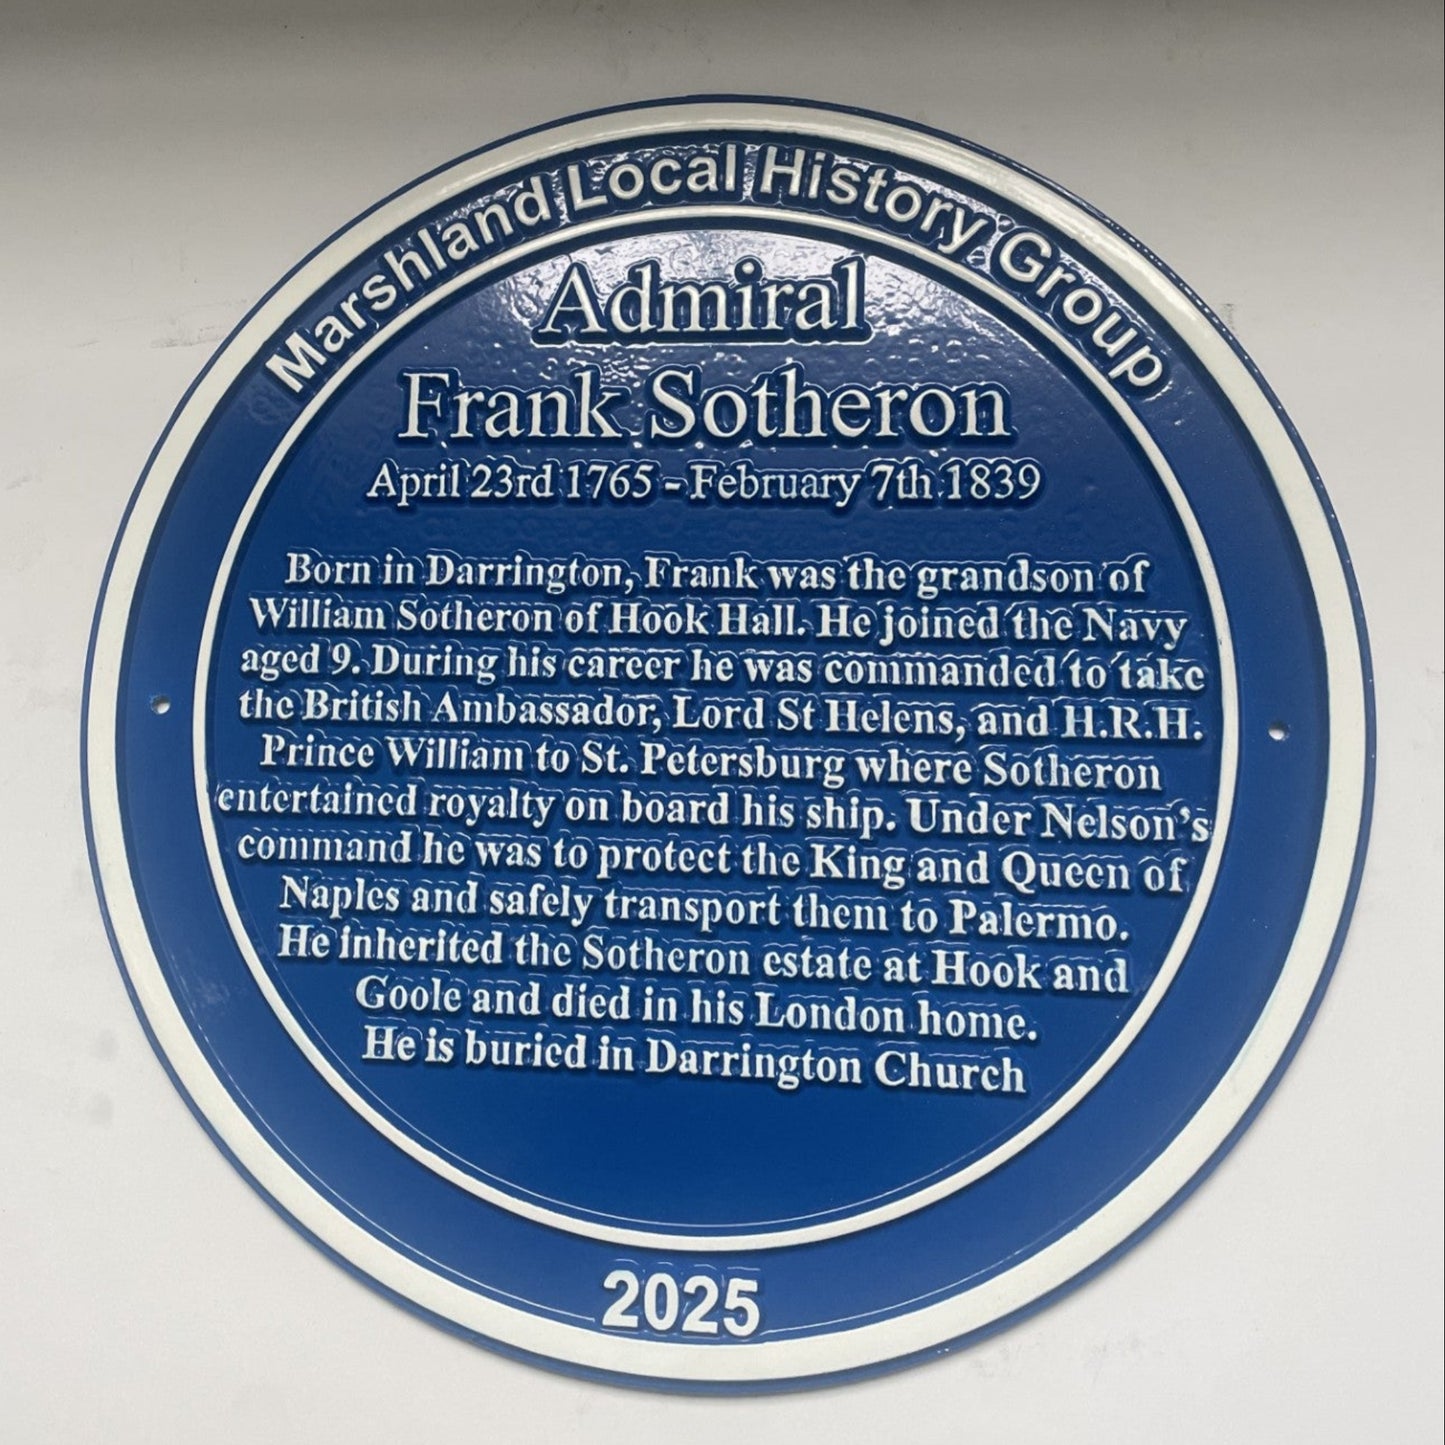 Marshland Local History Group
Admiral
Frank Sotheron
April 23rd 1765 - February 7th 1839
Born in Darrington, Frank was the grandson of
William Sotheron of Hook Hall. He joined the Navy
aged 9. During his career he was commanded to take
the British Ambassador, Lord St Helens, and H.R.H.
Prince William to St. Petersburg where Sotheron
entertained royalty on board his ship. Under Nelson's
command he was to protect the King and Queen of
Naples and safely transport them to Palermo.
He inherited the Sotheron estate at Hook and
Goole and died in his London home.
He is buried in Darrington Church
2025